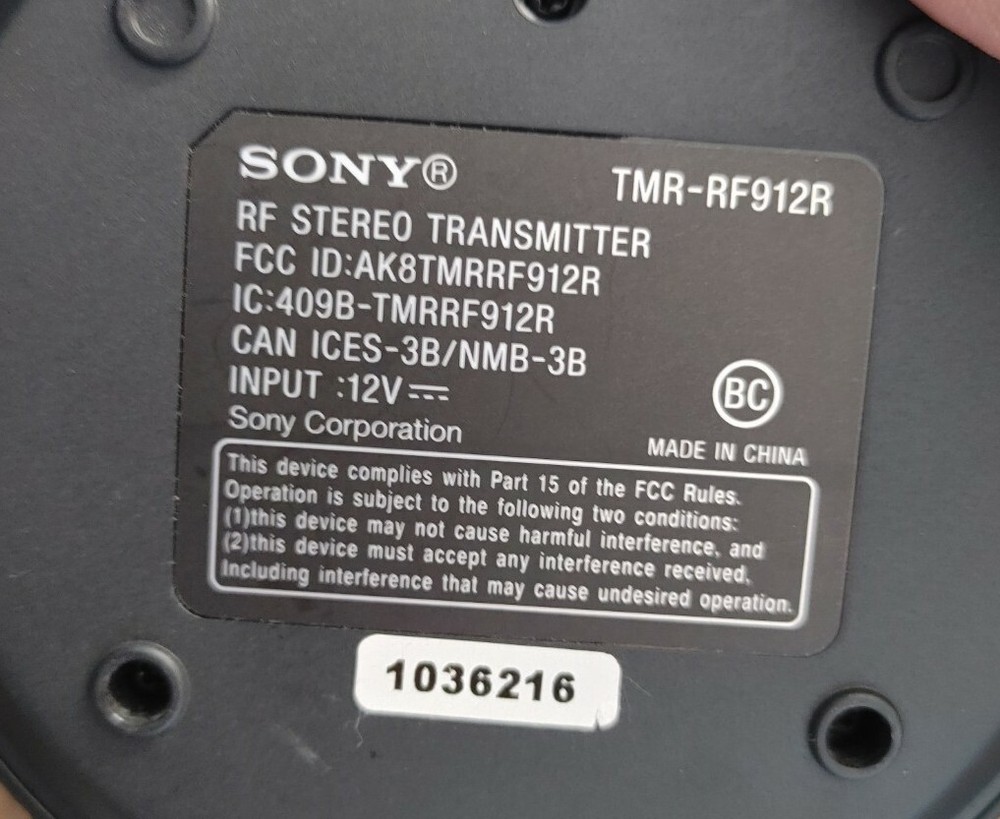 SONY®
TMR-RF912R
RF STEREO TRANSMITTER
FCC ID:AK8TMRRF912R
IC:409B-TMRRF912R
CAN ICES-3B/NMB-3B
INPUT :12V⎓
BC
Sony Corporation
MADE IN CHINA
This device complies with Part 15 of the FCC Rules.
Operation is subject to the following two conditions:
(1)this device may not cause harmful interference, and
(2)this device must accept any interference received,
Including interference that may cause undesired operation.
1036216